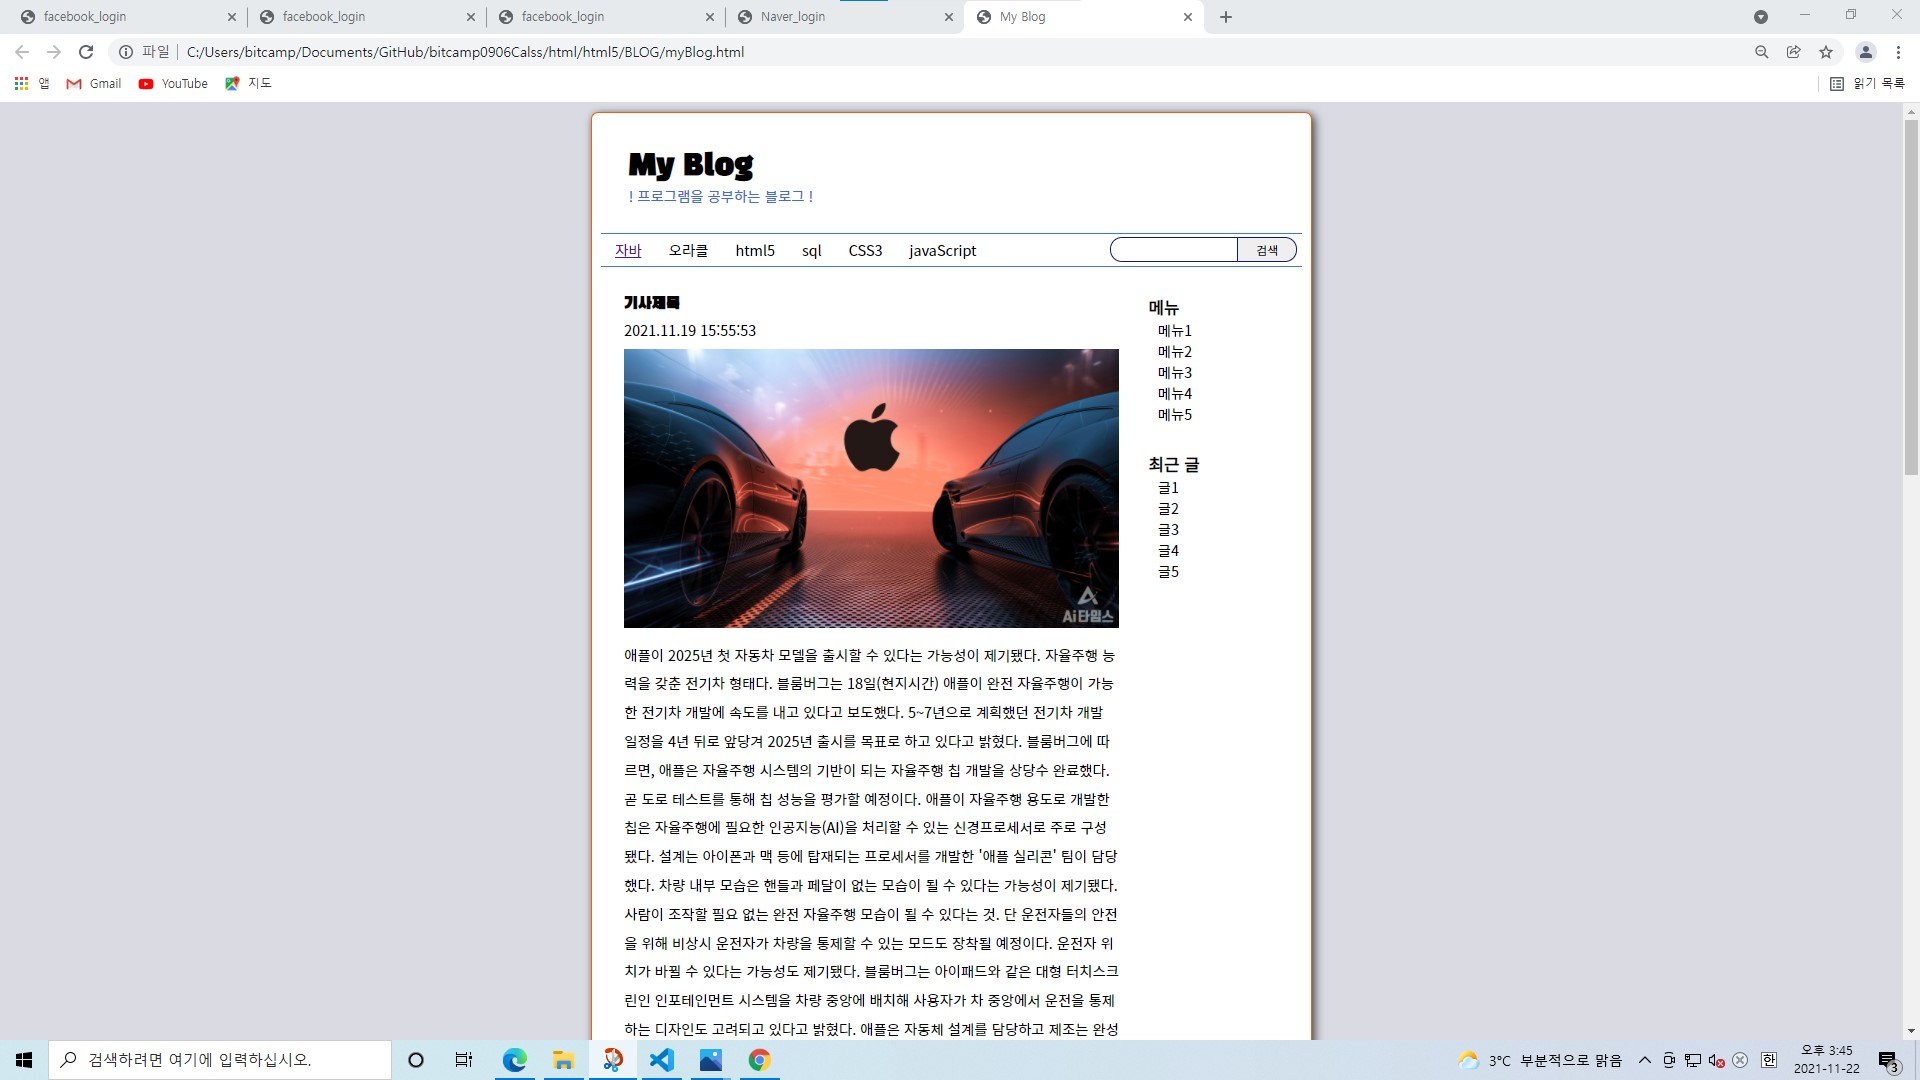 facebook_login
facebook_login
facebook_login
Naver_login
My Blog
파일 C:/Users/bitcamp/Documents/GitHub/bitcamp0906Calss/html/html5/BLOG/myBlog.html
앱 Gmail YouTube 지도 읽기 목록
My Blog
! 프로그램을 공부하는 블로그 !
자바 오라클 html5 sql CSS3 javaScript 검색
기사제목
2021.11.19 15:55:53
Ai타임스
애플이 2025년 첫 자동차 모델을 출시할 수 있다는 가능성이 제기됐다. 자율주행 능
력을 갖춘 전기차 형태다. 블룸버그는 18일(현지시간) 애플이 완전 자율주행이 가능
한 전기차 개발에 속도를 내고 있다고 보도했다. 5~7년으로 계획했던 전기차 개발
일정을 4년 뒤로 앞당겨 2025년 출시를 목표로 하고 있다고 밝혔다. 블룸버그에 따
르면, 애플은 자율주행 시스템의 기반이 되는 자율주행 칩 개발을 상당수 완료했다.
곧 도로 테스트를 통해 칩 성능을 평가할 예정이다. 애플이 자율주행 용도로 개발한
칩은 자율주행에 필요한 인공지능(AI)을 처리할 수 있는 신경프로세서로 주로 구성
됐다. 설계는 아이폰과 맥 등에 탑재되는 프로세서를 개발한 '애플 실리콘' 팀이 담당
했다. 차량 내부 모습은 핸들과 페달이 없는 모습이 될 수 있다는 가능성이 제기됐다.
사람이 조작할 필요 없는 완전 자율주행 모습이 될 수 있다는 것. 단 운전자들의 안전
을 위해 비상시 운전자가 차량을 통제할 수 있는 모드도 장착될 예정이다. 운전자 위
치가 바뀔 수 있다는 가능성도 제기됐다. 블룸버그는 아이패드와 같은 대형 터치스크
린인 인포테인먼트 시스템을 차량 중앙에 배치해 사용자가 차 중앙에서 운전을 통제
하는 디자인도 고려되고 있다고 밝혔다. 애플은 자동체 설계를 담당하고 제조는 완성
메뉴
메뉴1
메뉴2
메뉴3
메뉴4
메뉴5
최근 글
글1
글2
글3
글4
글5
검색하려면 여기에 입력하십시오.
3°C 부분적으로 맑음
한
오후 3:45
2021-11-22
3